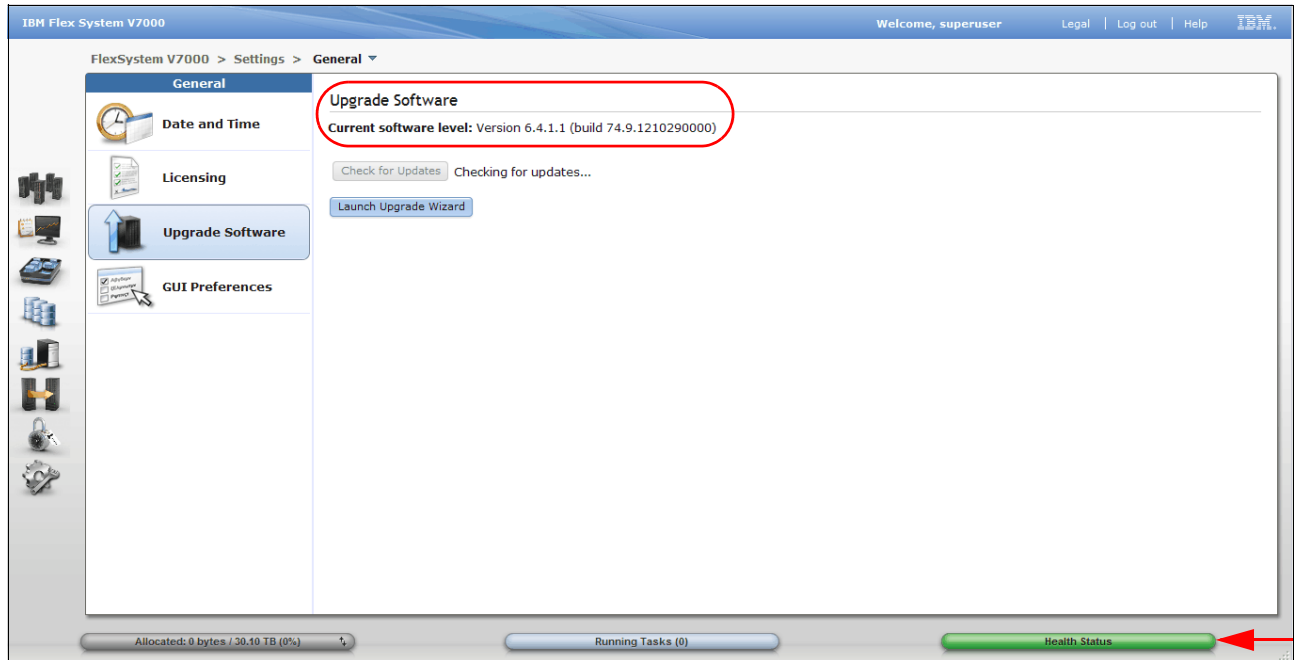 IBM Flex System V7000
Welcome, superuser
Legal | Log out | Help
IBM.
FlexSystem V7000 > Settings > General
General
Date and Time
Licensing
Upgrade Software
GUI Preferences
Upgrade Software
Current software level: Version 6.4.1.1 (build 74.9.1210290000)
Check for Updates Checking for updates...
Launch Upgrade Wizard
Allocated: 0 bytes / 30.10 TB (0%)
Running Tasks (0)
Health Status